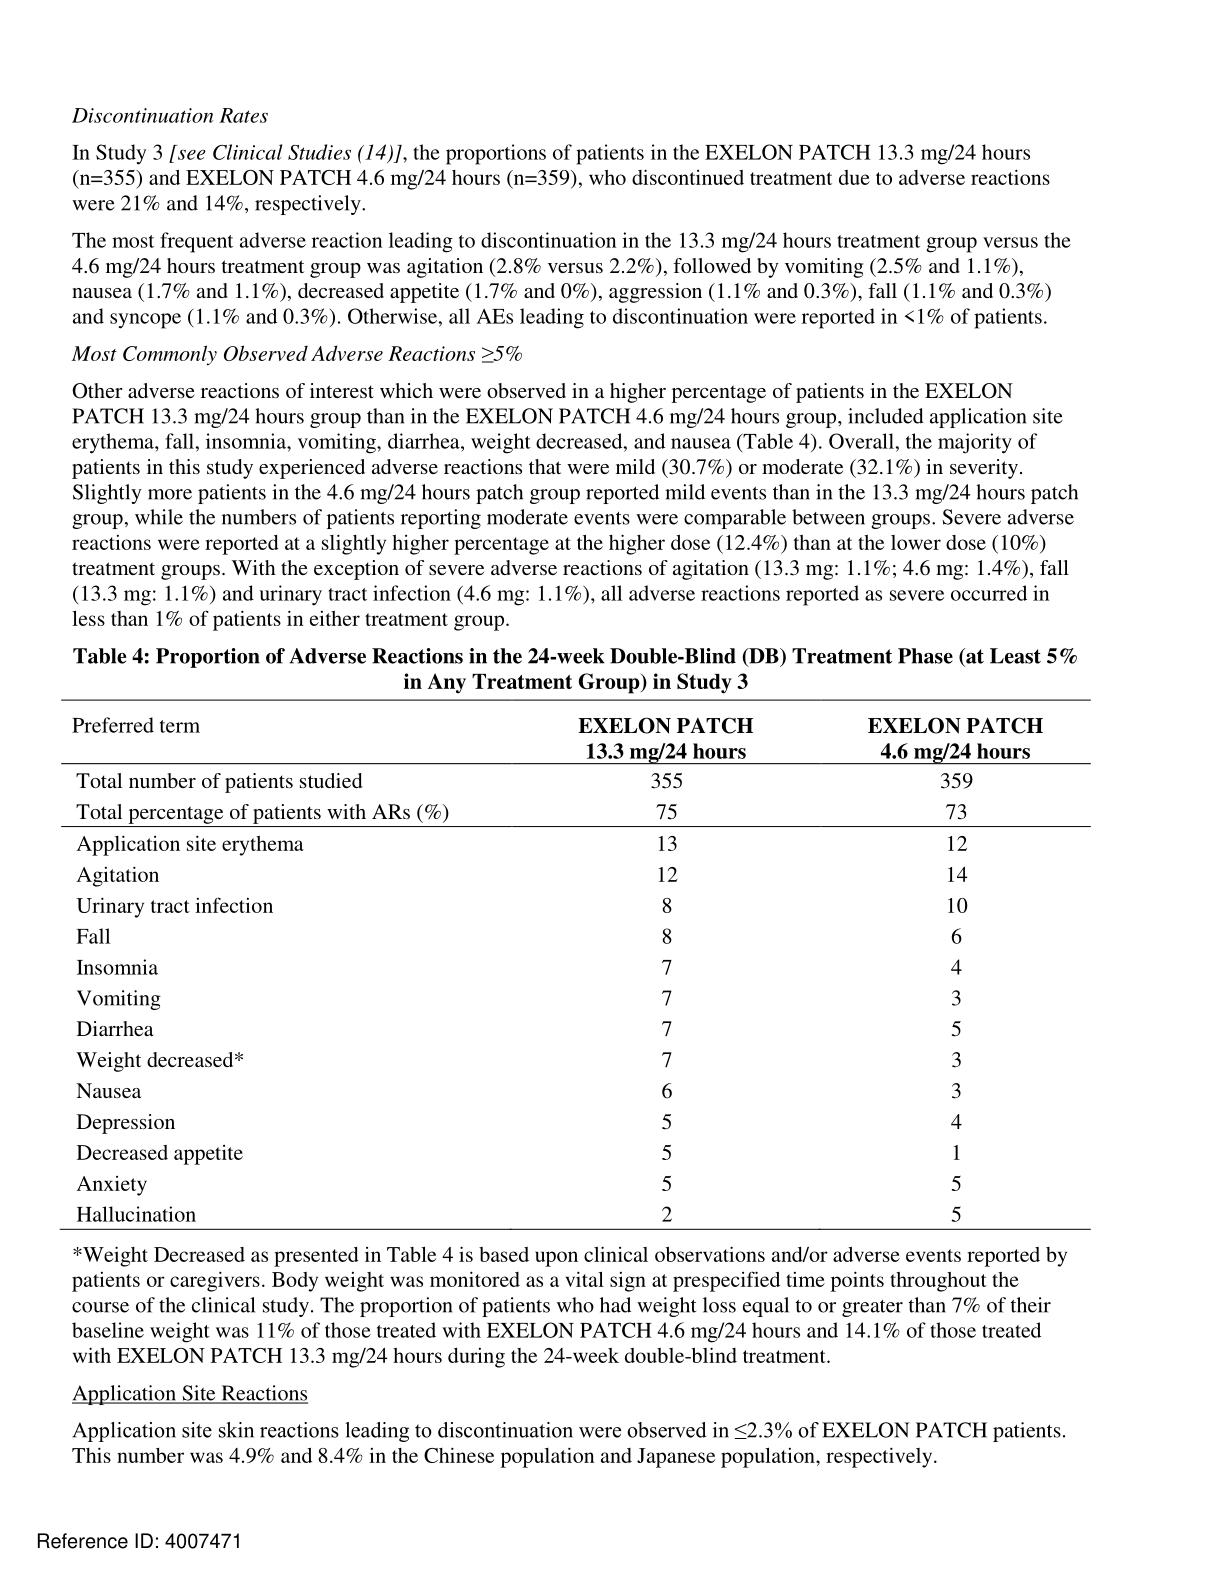 Discontinuation Rates
In Study 3 [see Clinical Studies (14)], the proportions of patients in the EXELON PATCH 13.3 mg/24 hours
(n=355) and EXELON PATCH 4.6 mg/24 hours (n=359), who discontinued treatment due to adverse reactions
were 21% and 14%, respectively.
The most frequent adverse reaction leading to discontinuation in the 13.3 mg/24 hours treatment group versus the
4.6 mg/24 hours treatment group was agitation (2.8% versus 2.2%), followed by vomiting (2.5% and 1.1%),
nausea (1.7% and 1.1%), decreased appetite (1.7% and 0%), aggression (1.1% and 0.3%), fall (1.1% and 0.3%)
and syncope (1.1% and 0.3%). Otherwise, all AEs leading to discontinuation were reported in <1% of patients.
Most Commonly Observed Adverse Reactions ≥5%
Other adverse reactions of interest which were observed in a higher percentage of patients in the EXELON
PATCH 13.3 mg/24 hours group than in the EXELON PATCH 4.6 mg/24 hours group, included application site
erythema, fall, insomnia, vomiting, diarrhea, weight decreased, and nausea (Table 4). Overall, the majority of
patients in this study experienced adverse reactions that were mild (30.7%) or moderate (32.1%) in severity.
Slightly more patients in the 4.6 mg/24 hours patch group reported mild events than in the 13.3 mg/24 hours patch
group, while the numbers of patients reporting moderate events were comparable between groups. Severe adverse
reactions were reported at a slightly higher percentage at the higher dose (12.4%) than at the lower dose (10%)
treatment groups. With the exception of severe adverse reactions of agitation (13.3 mg: 1.1%; 4.6 mg: 1.4%), fall
(13.3 mg: 1.1%) and urinary tract infection (4.6 mg: 1.1%), all adverse reactions reported as severe occurred in
less than 1% of patients in either treatment group.
Table 4: Proportion of Adverse Reactions in the 24-week Double-Blind (DB) Treatment Phase (at Least 5%
in Any Treatment Group) in Study 3
Preferred term EXELON PATCH EXELON PATCH
13.3 mg/24 hours 4.6 mg/24 hours
Total number of patients studied 355 359
Total percentage of patients with ARs (%) 75 73
Application site erythema 13 12
Agitation 12 14
Urinary tract infection 8 10
Fall 8 6
Insomnia 7 4
Vomiting 7 3
Diarrhea 7 5
Weight decreased* 7 3
Nausea 6 3
Depression 5 4
Decreased appetite 5 1
Anxiety 5 5
Hallucination 2 5
*Weight Decreased as presented in Table 4 is based upon clinical observations and/or adverse events reported by
patients or caregivers. Body weight was monitored as a vital sign at prespecified time points throughout the
course of the clinical study. The proportion of patients who had weight loss equal to or greater than 7% of their
baseline weight was 11% of those treated with EXELON PATCH 4.6 mg/24 hours and 14.1% of those treated
with EXELON PATCH 13.3 mg/24 hours during the 24-week double-blind treatment.
Application Site Reactions
Application site skin reactions leading to discontinuation were observed in ≤2.3% of EXELON PATCH patients.
This number was 4.9% and 8.4% in the Chinese population and Japanese population, respectively.
Reference ID: 4007471